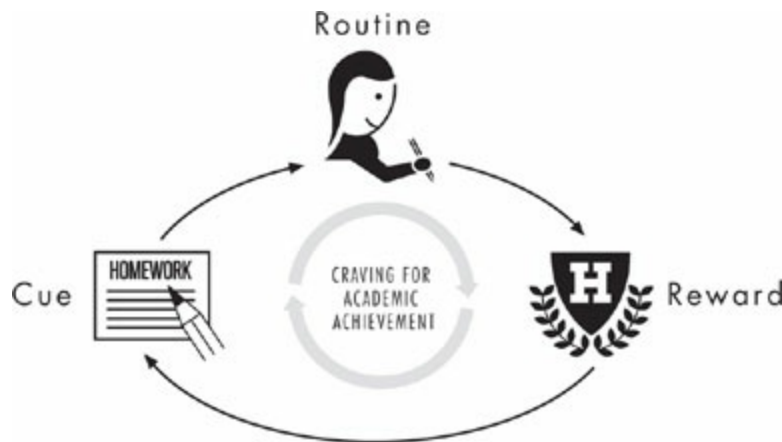 Routine
Cue
HOMEWORK
CRAVING FOR
ACADEMIC
ACHIEVEMENT
H
Reward